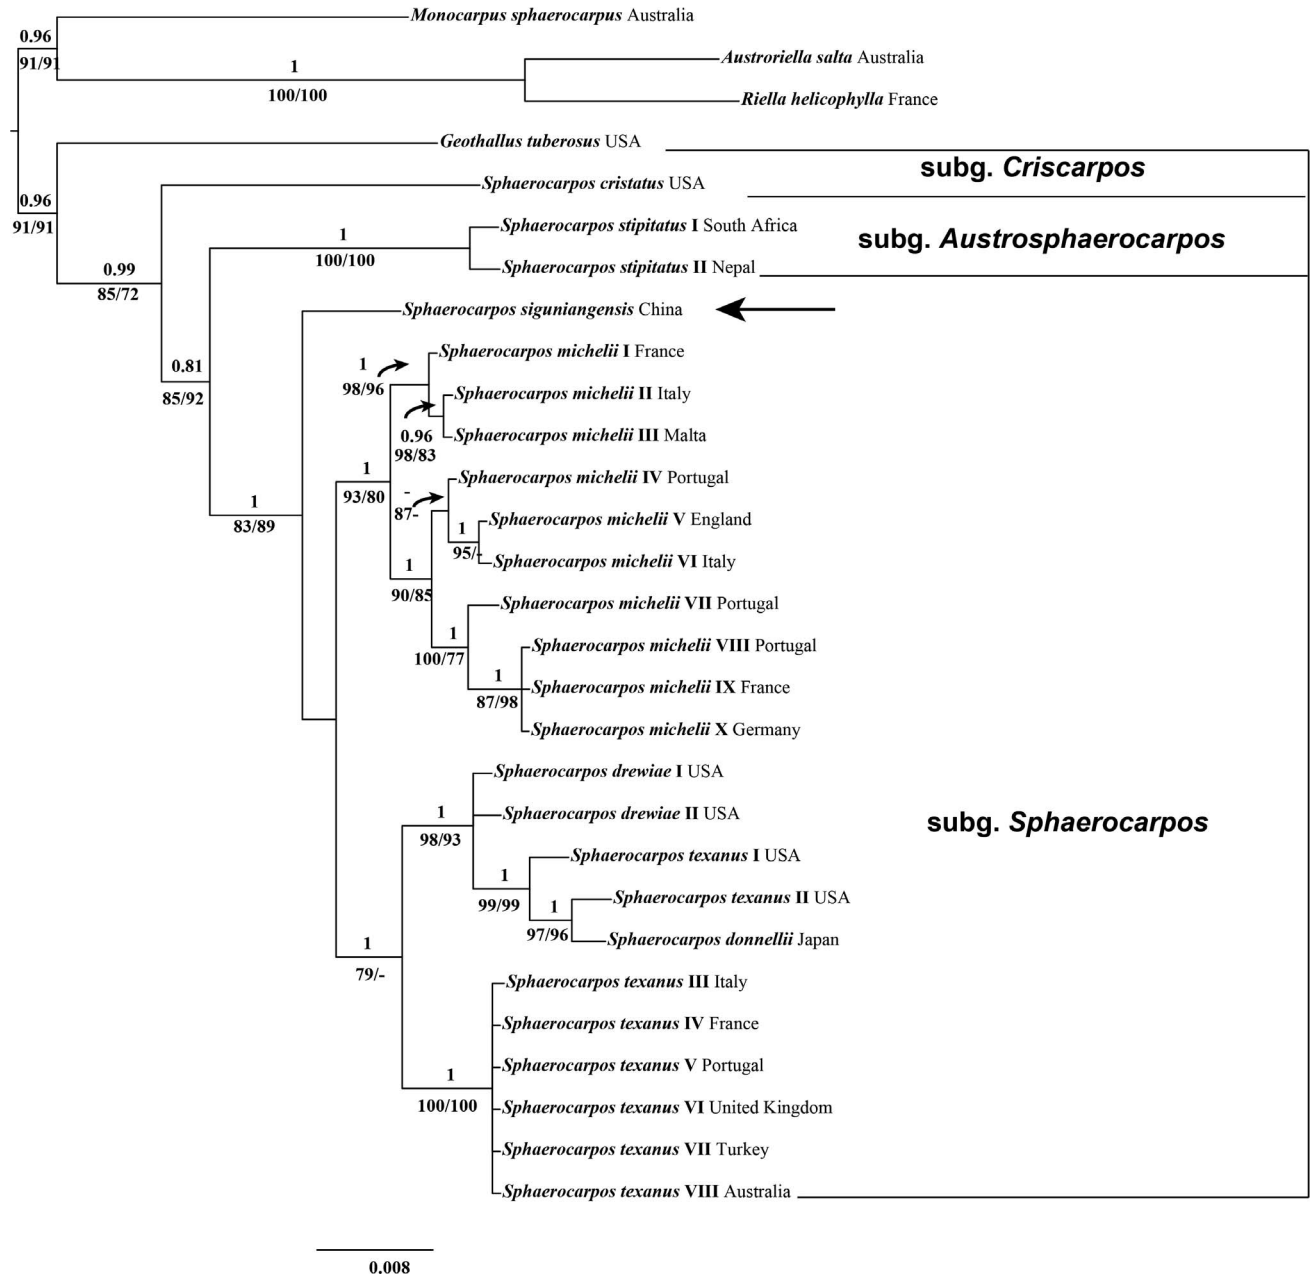 Monocarpus sphaerocarpus Australia
0.96
91/91
Austroriella salta Australia
1
100/100
Riella helicophylla France
Geothallus tuberosus USA
subg. Criscarpos
Sphaerocarpos cristatus USA
0.96
91/91
Sphaerocarpos stipitatus I South Africa
1
100/100
subg. Austrosphaerocarpos
Sphaerocarpos stipitatus II Nepal
0.99
85/72
Sphaerocarpos siguniangensis China
Sphaerocarpos michelii I France
1
98/96
0.81
85/92
Sphaerocarpos michelii II Italy
Sphaerocarpos michelii III Malta
0.96
98/83
1
93/80
Sphaerocarpos michelii IV Portugal
-
87-
1
83/89
Sphaerocarpos michelii V England
1
95/-
Sphaerocarpos michelii VI Italy
1
90/85
Sphaerocarpos michelii VII Portugal
1
100/77
Sphaerocarpos michelii VIII Portugal
1
87/98
Sphaerocarpos michelii IX France
Sphaerocarpos michelii X Germany
Sphaerocarpos drewiae I USA
1
98/93
Sphaerocarpos drewiae II USA
subg. Sphaerocarpos
Sphaerocarpos texanus I USA
1
99/99
Sphaerocarpos texanus II USA
1
97/96
Sphaerocarpos donnellii Japan
1
79/-
Sphaerocarpos texanus III Italy
Sphaerocarpos texanus IV France
Sphaerocarpos texanus V Portugal
1
100/100
Sphaerocarpos texanus VI United Kingdom
Sphaerocarpos texanus VII Turkey
Sphaerocarpos texanus VIII Australia
0.008